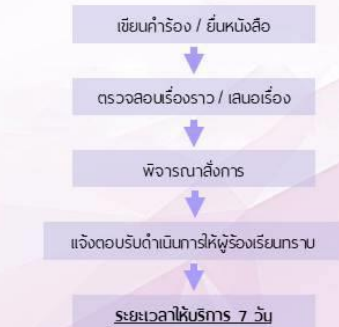 เขียนคำร้อง / ยื่นหนังสือ
ตรวจสอบเรื่องราว / เสนอเรื่อง
พิจารณาสั่งการ
แจ้งตอบรับดำเนินการให้ผู้ร้องเรียนทราบ
ระยะเวลาให้บริการ 7 วัน